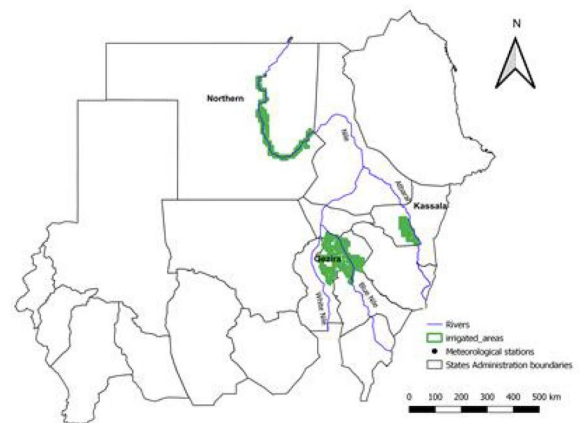 N
Northern
Nile
Atbara
Kassala
Gezira
White Nile
Blue Nile
Rivers
irrigated_areas
Meteorological stations
States Administration boundaries
0 100 200 300 400 500 km